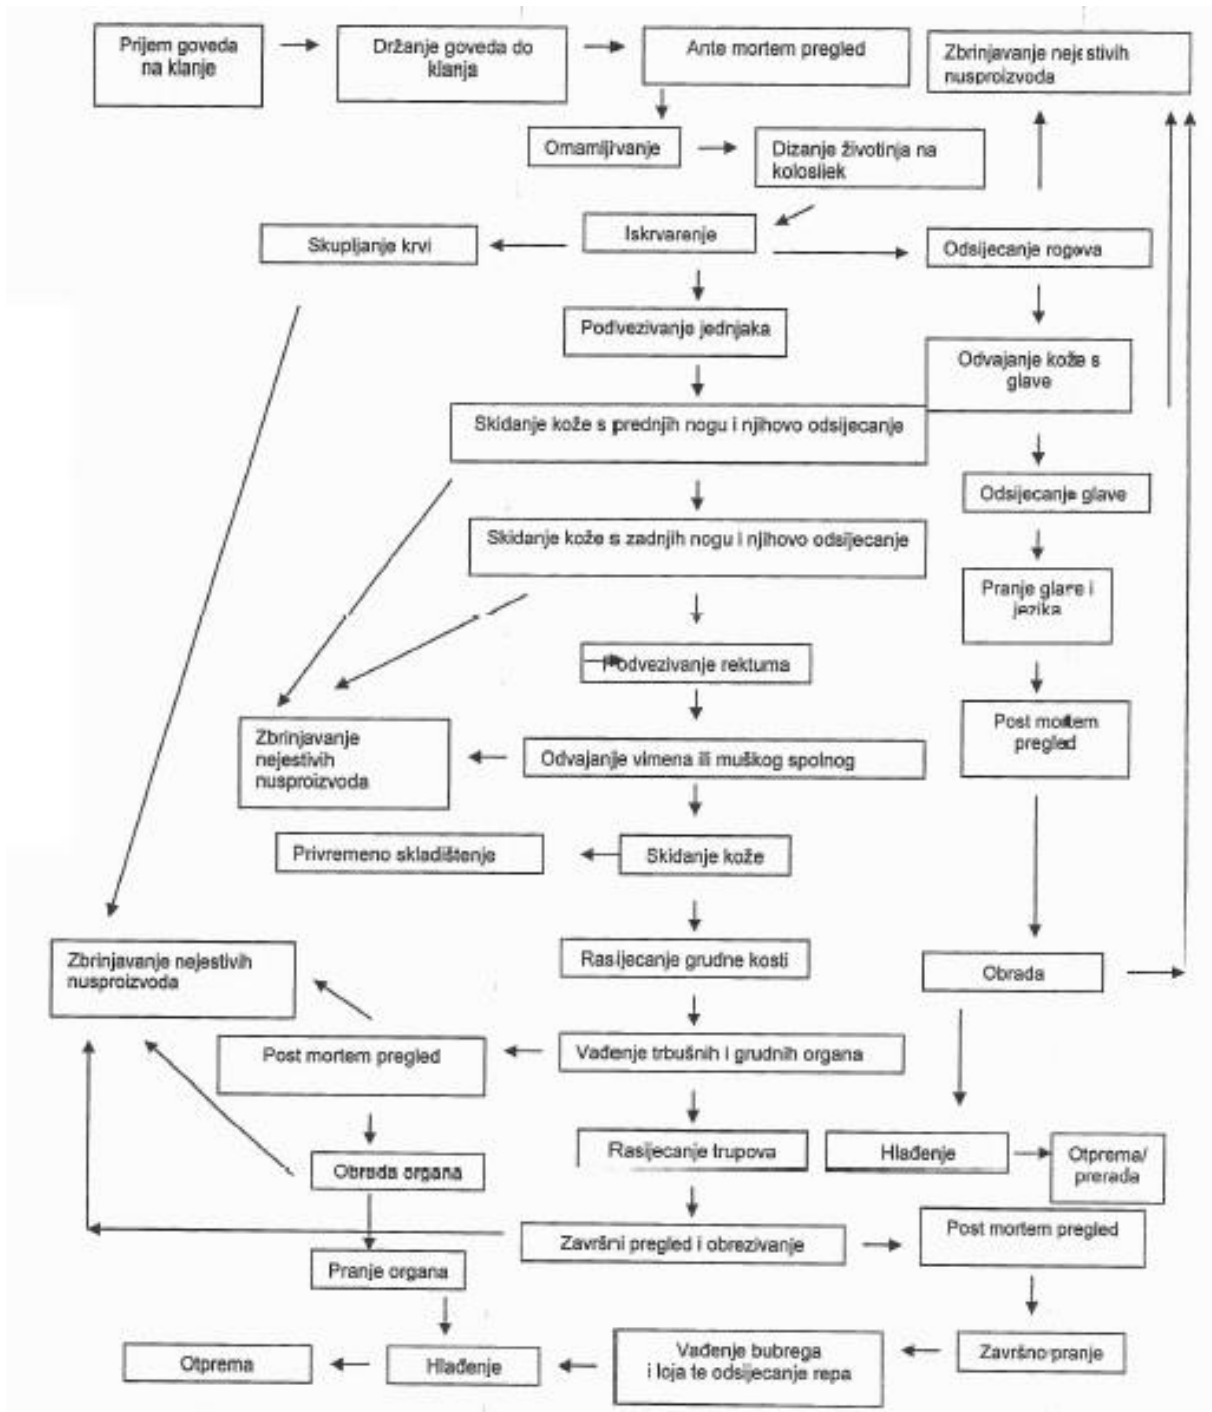 Prijem goveda
na klanje
Držanje goveda do
klanja
Ante mortem pregled
Zbrinjavanje nejestivih
nusproizvoda
Omamljivanje
Dizanje životinja na
kolosijek
Iskrvarenje
Skupljanje krvi
Odsijecanje rogova
Podvezivanje jednjaka
Odvajanje kože s
glave
Skidanje kože s prednjih nogu i njihovo odsijecanje
Odsijecanje glave
Skidanje kože s zadnjih nogu i njihovo odsijecanje
Pranje glave i
jezika
Podvezivanje rektuma
Post mortem
pregled
Zbrinjavanje
nejestivih
nusproizvoda
Odvajanje vimena ili muškog spolnog
Privremeno skladištenje
Skidanje kože
Zbrinjavanje nejestivih
nusproizvoda
Rasijecanje grudne kosti
Obrada
Post mortem pregled
Vađenje trbušnih i grudnih organa
Obrada organa
Rasijecanje trupova
Hlađenje
Otprema/
prerada
Završni pregled i obrezivanje
Post mortem pregled
Pranje organa
Otprema
Hlađenje
Vađenje bubrega
i loja te odsijecanje repa
Završno pranje